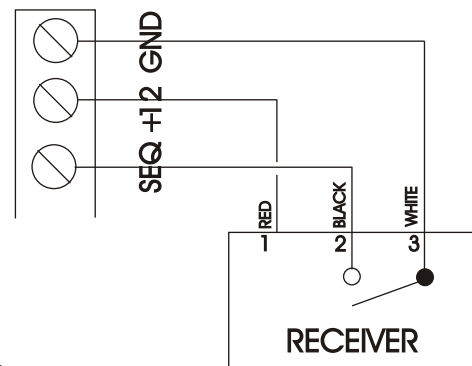 GND
+12
SEQ
RED
BLACK
WHITE
1
2
3
RECEIVER